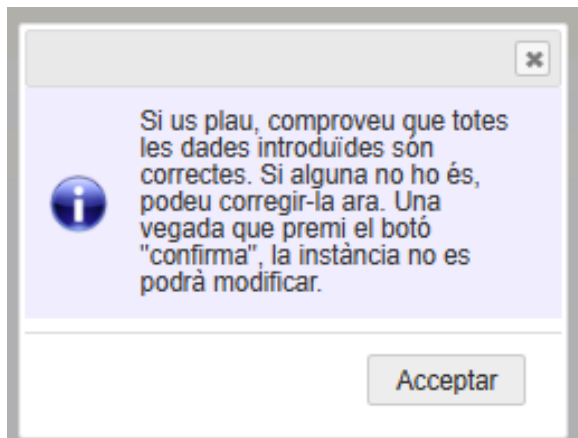 Si us plau, comproveu que totes
les dades introduïdes són
correctes. Si alguna no ho és,
podeu corregir-la ara. Una
vegada que premi el botó
"confirma", la instància no es
podrà modificar.
Acceptar